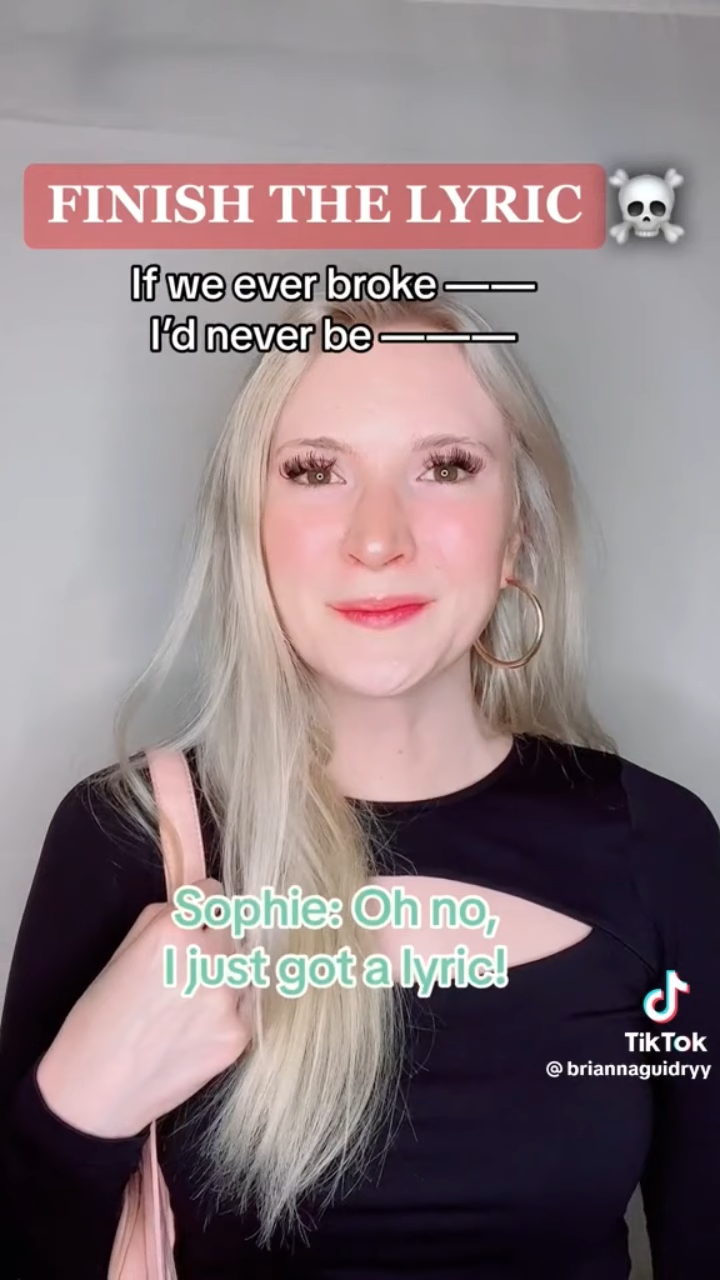 FINISH THE LYRIC ☠️
If we ever broke ——
I'd never be ———
Sophie: Oh no,
I just got a lyric!
TikTok
@briannaguidryy